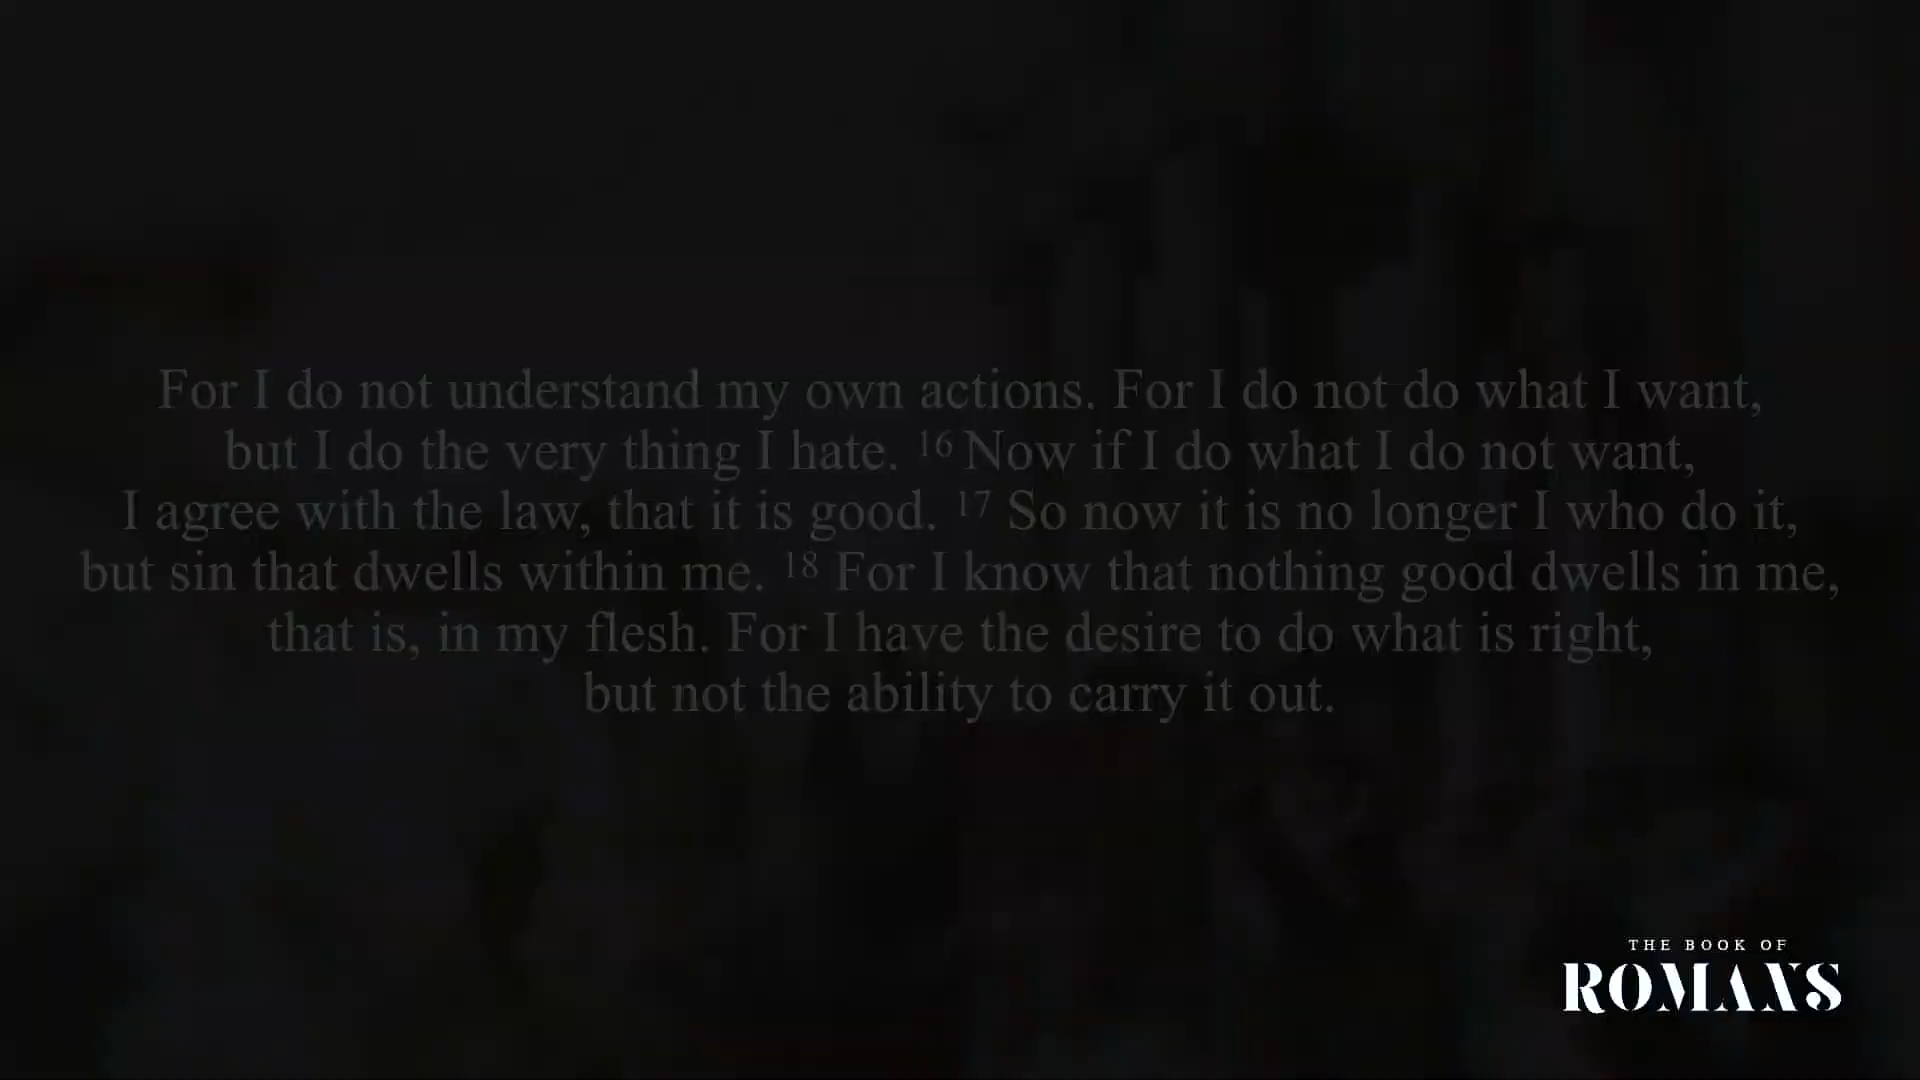 For I do not understand my own actions. For I do not do what I want,
but I do the very thing I hate. 16 Now if I do what I do not want,
I agree with the law, that it is good. 17 So now it is no longer I who do it,
but sin that dwells within me. 18 For I know that nothing good dwells in me,
that is, in my flesh. For I have the desire to do what is right,
but not the ability to carry it out.
THE BOOK OF
ROMANS